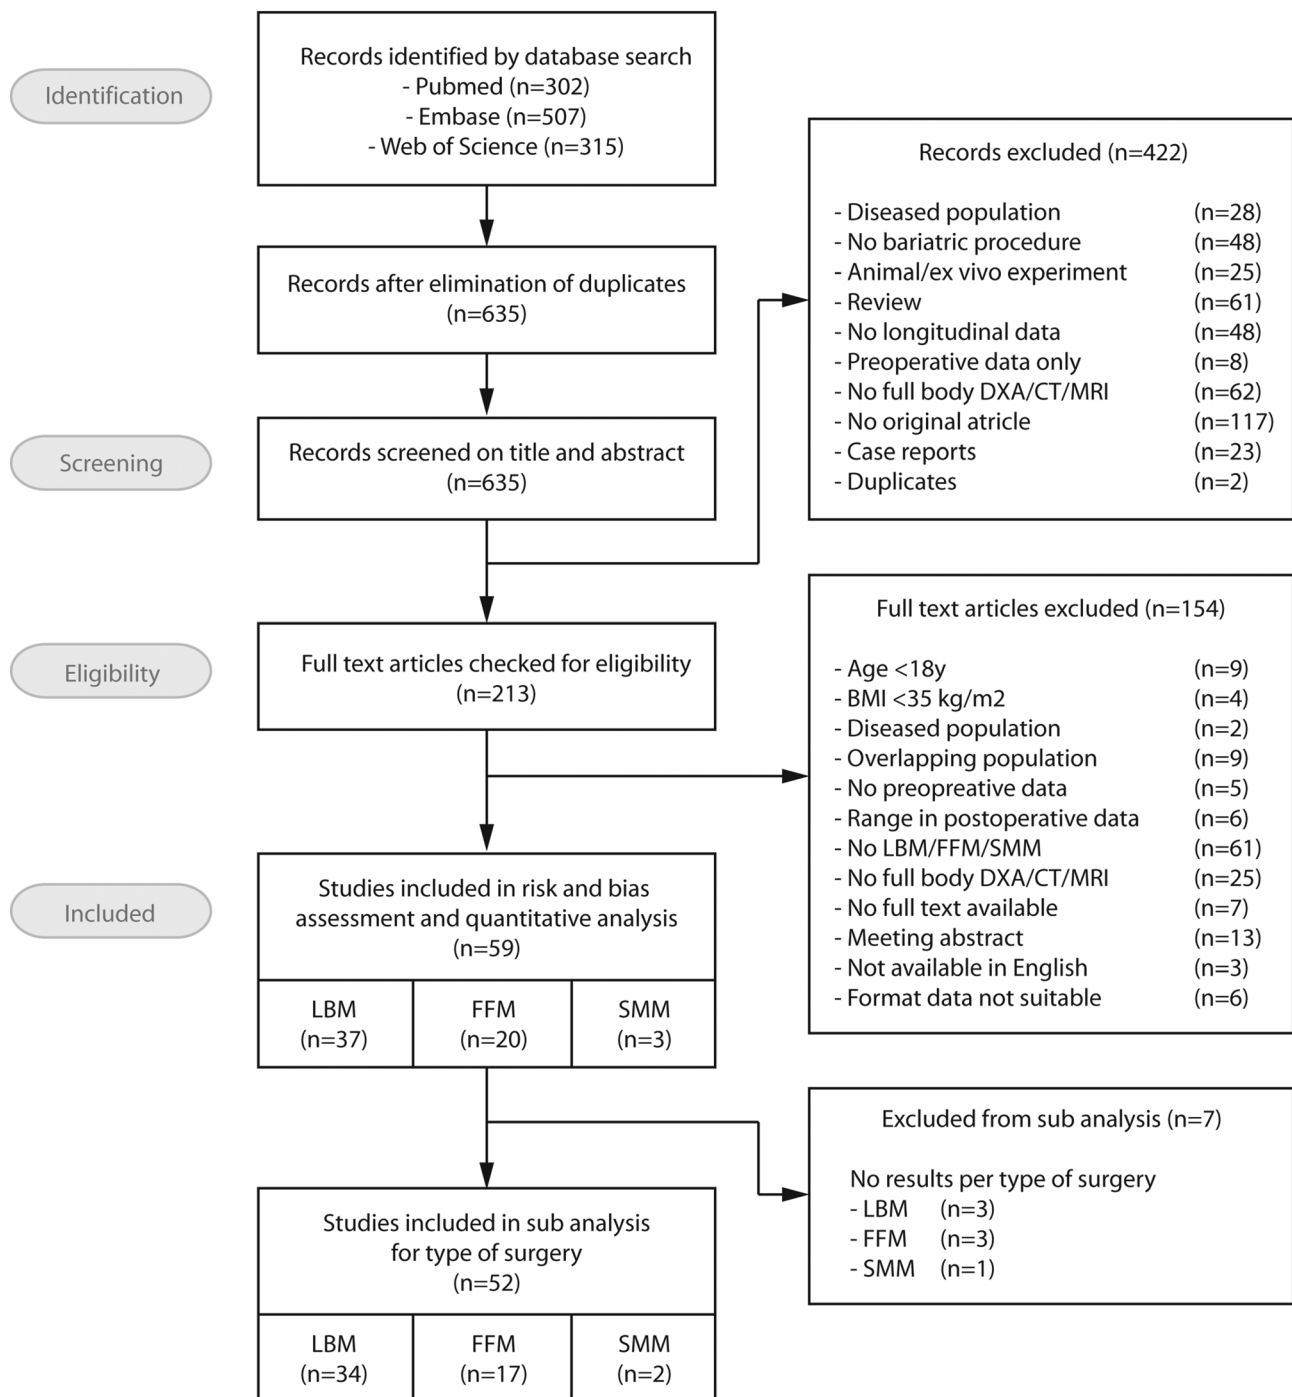 Identification
Records identified by database search
- Pubmed (n=302)
- Embase (n=507)
- Web of Science (n=315)
Records after elimination of duplicates
(n=635)
Records excluded (n=422)
- Diseased population (n=28)
- No bariatric procedure (n=48)
- Animal/ex vivo experiment (n=25)
- Review (n=61)
- No longitudinal data (n=48)
- Preoperative data only (n=8)
- No full body DXA/CT/MRI (n=62)
- No original atricle (n=117)
- Case reports (n=23)
- Duplicates (n=2)
Screening
Records screened on title and abstract
(n=635)
Eligibility
Full text articles checked for eligibility
(n=213)
Full text articles excluded (n=154)
- Age <18y (n=9)
- BMI <35 kg/m2 (n=4)
- Diseased population (n=2)
- Overlapping population (n=9)
- No preopreative data (n=5)
- Range in postoperative data (n=6)
- No LBM/FFM/SMM (n=61)
- No full body DXA/CT/MRI (n=25)
- No full text available (n=7)
- Meeting abstract (n=13)
- Not available in English (n=3)
- Format data not suitable (n=6)
Included
Studies included in risk and bias
assessment and quantitative analysis
(n=59)
LBM FFM SMM
(n=37) (n=20) (n=3)
Excluded from sub analysis (n=7)
No results per type of surgery
- LBM (n=3)
- FFM (n=3)
- SMM (n=1)
Studies included in sub analysis
for type of surgery
(n=52)
LBM FFM SMM
(n=34) (n=17) (n=2)